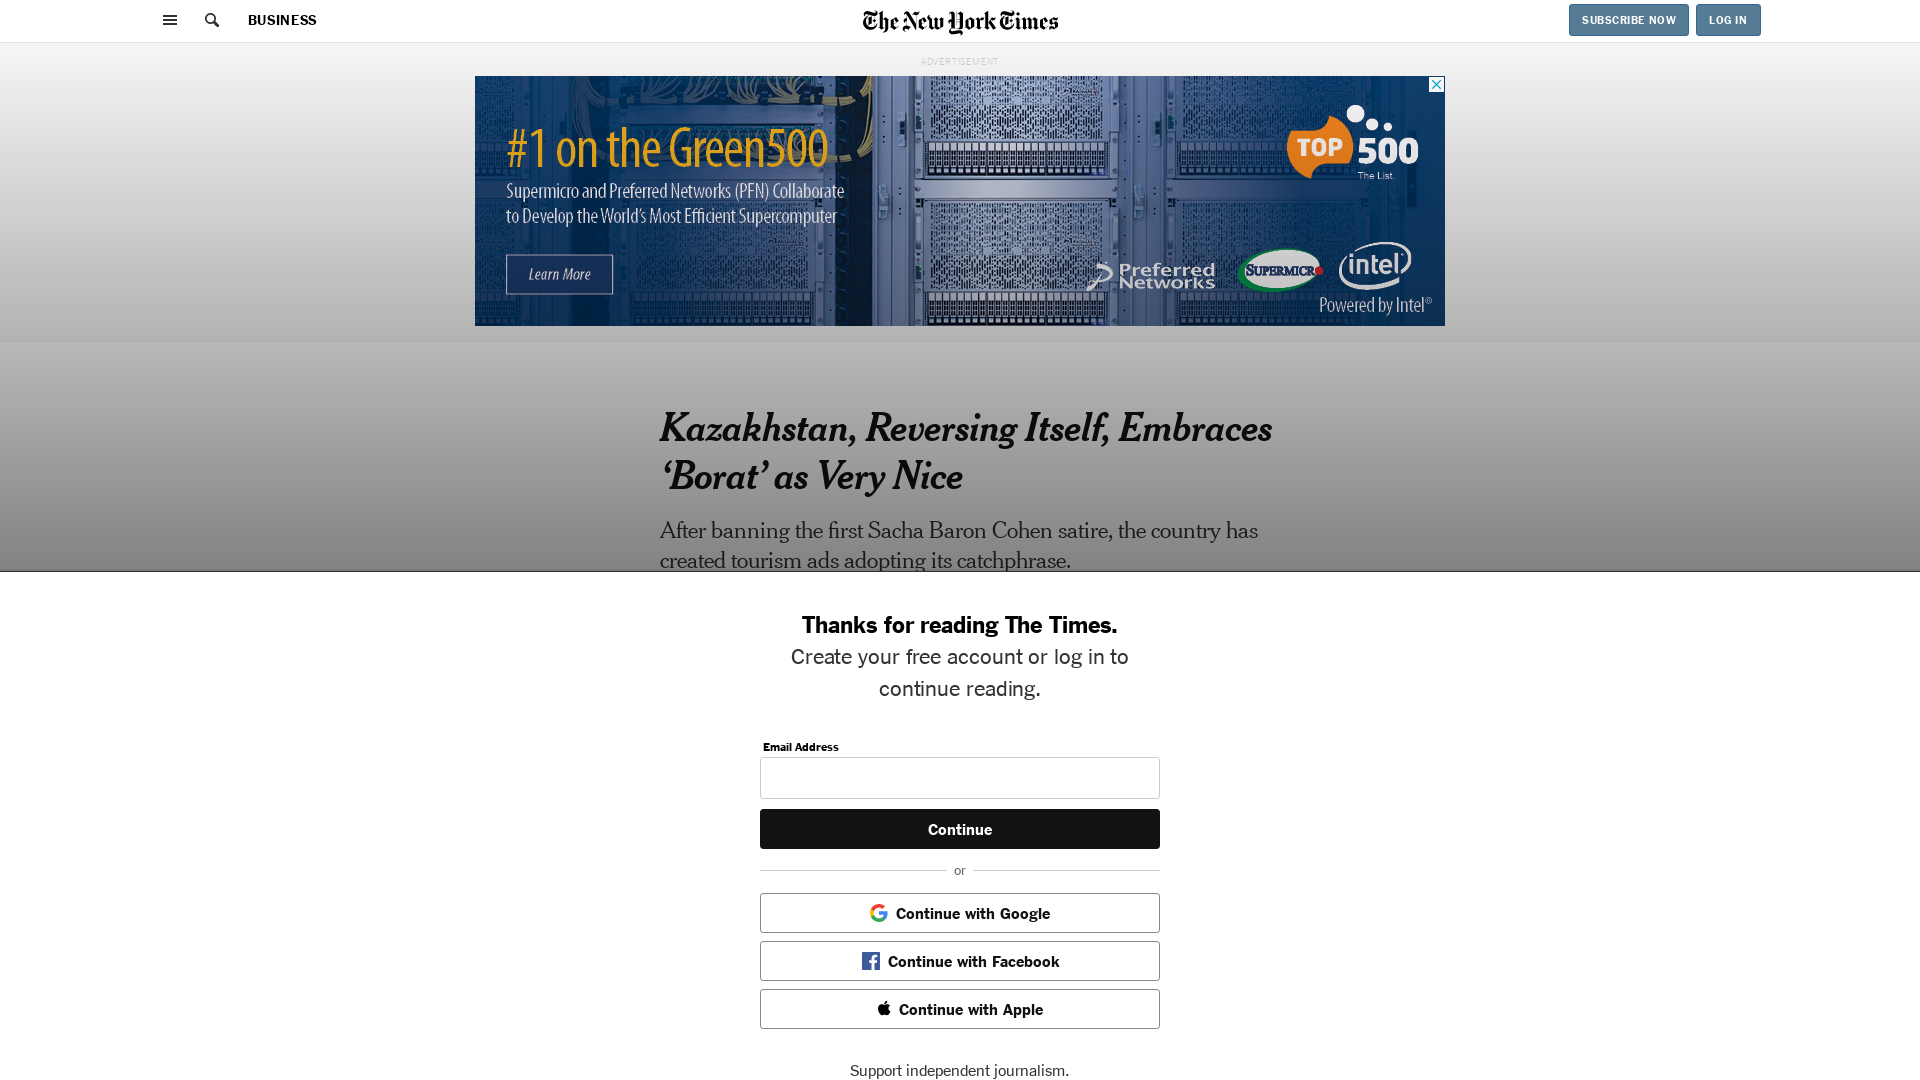 BUSINESS
The New York Times
SUBSCRIBE NOW
LOG IN
ADVERTISEMENT
#1 on the Green500
Supermicro and Preferred Networks (PFN) Collaborate
to Develop the World's Most Efficient Supercomputer
Learn More
TOP 500
The List.
Preferred
Networks
SUPERMICR
intel
Powered by Intel®
Kazakhstan, Reversing Itself, Embraces
‘Borat’ as Very Nice
After banning the first Sacha Baron Cohen satire, the country has
created tourism ads adopting its catchphrase.
Thanks for reading The Times.
Create your free account or log in to
continue reading.
Email Address
Continue
or
Continue with Google
Continue with Facebook
Continue with Apple
Support independent journalism.